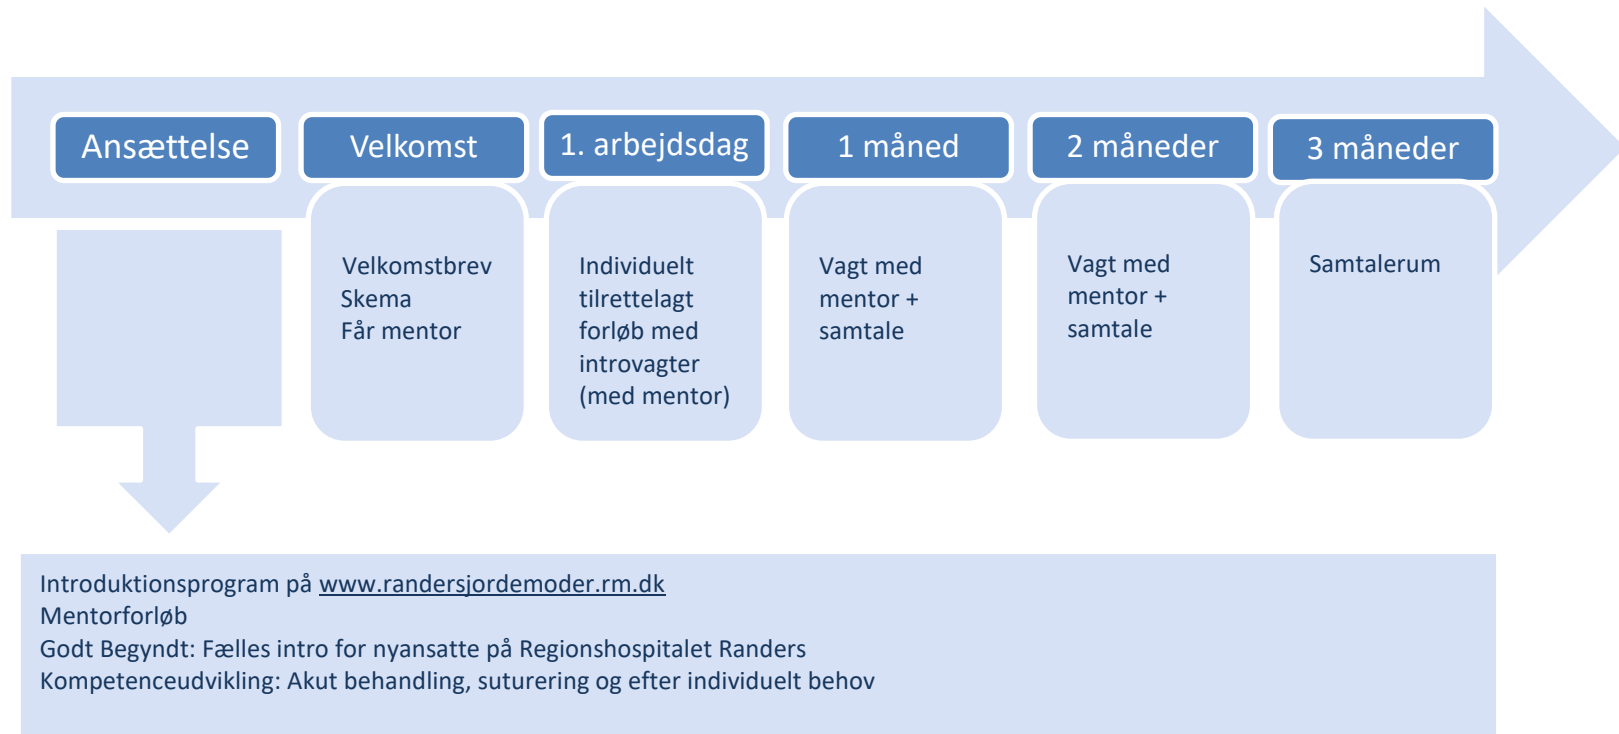 Ansættelse
Velkomst
1. arbejdsdag
1 måned
2 måneder
3 måneder
Velkomstbrev
Skema
Får mentor
Individuelt
tilrettelagt
forløb med
introvagter
(med mentor)
Vagt med
mentor +
samtale
Vagt med
mentor +
samtale
Samtalerum
Introduktionsprogram på www.randersjordemoder.rm.dk
Mentorforløb
Godt Begyndt: Fælles intro for nyansatte på Regionshospitalet Randers
Kompetenceudvikling: Akut behandling, suturering og efter individuelt behov